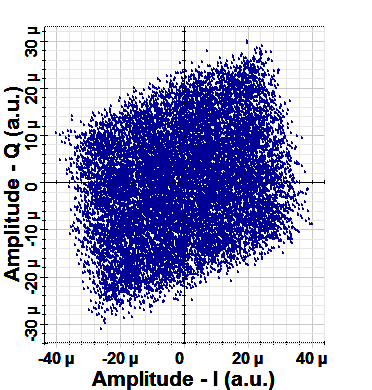 Amplitude - Q (a.u.)
30 µ
20 µ
10 µ
0
-10 µ
-20 µ
-30 µ
-40 µ
-20 µ
0
20 µ
40 µ
Amplitude - I (a.u.)